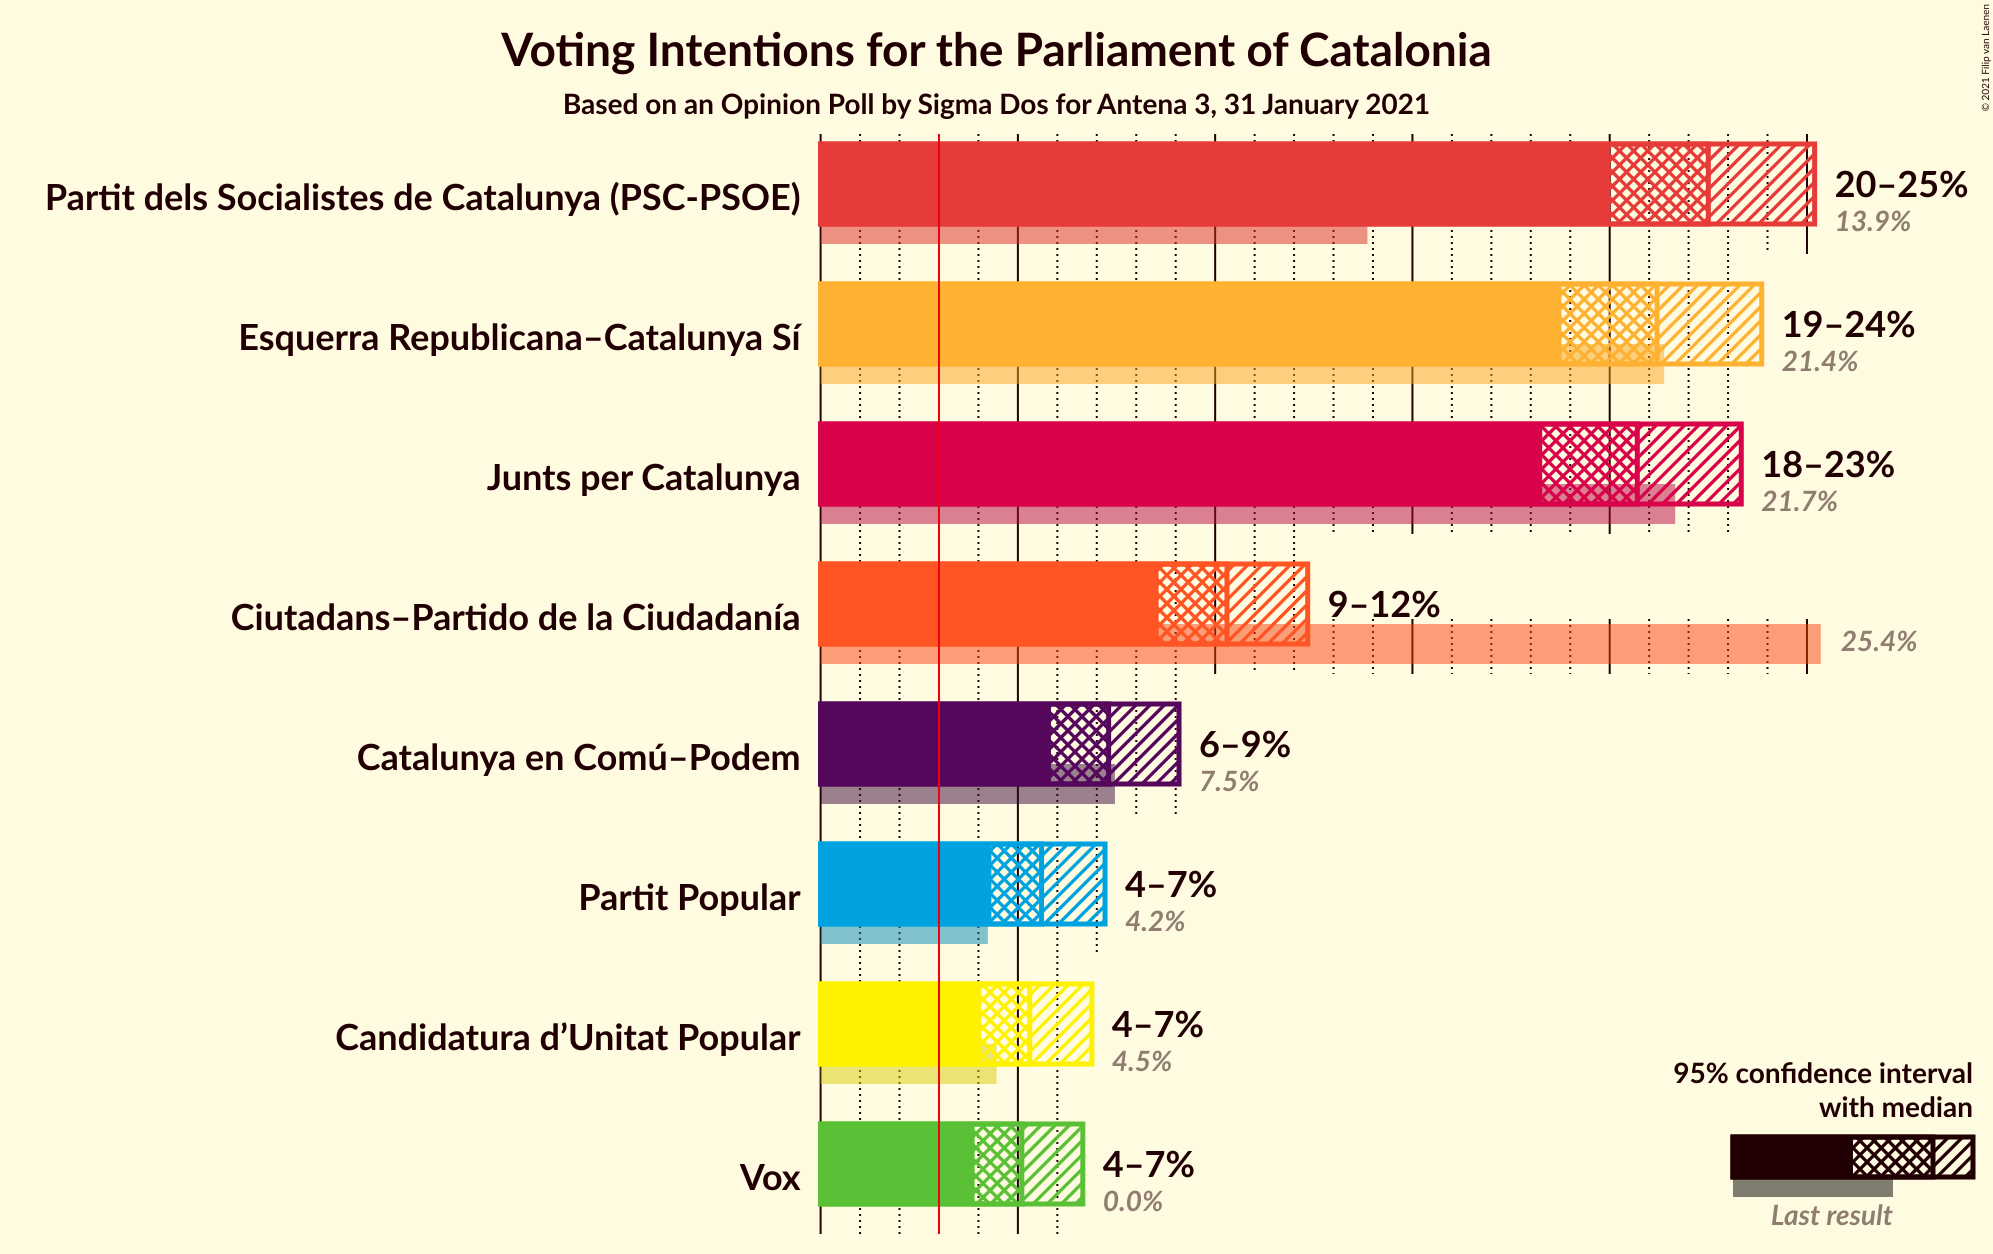 Voting Intentions for the Parliament of Catalonia
Based on an Opinion Poll by Sigma Dos for Antena 3, 31 January 2021
© 2021 Filip van Laenen
Partit dels Socialistes de Catalunya (PSC-PSOE)
20–25%
13.9%
Esquerra Republicana–Catalunya Sí
19–24%
21.4%
Junts per Catalunya
18–23%
21.7%
Ciutadans–Partido de la Ciudadanía
9–12%
25.4%
Catalunya en Comú–Podem
6–9%
7.5%
Partit Popular
4–7%
4.2%
Candidatura d’Unitat Popular
4–7%
4.5%
Vox
4–7%
0.0%
95% confidence interval
with median
Last result